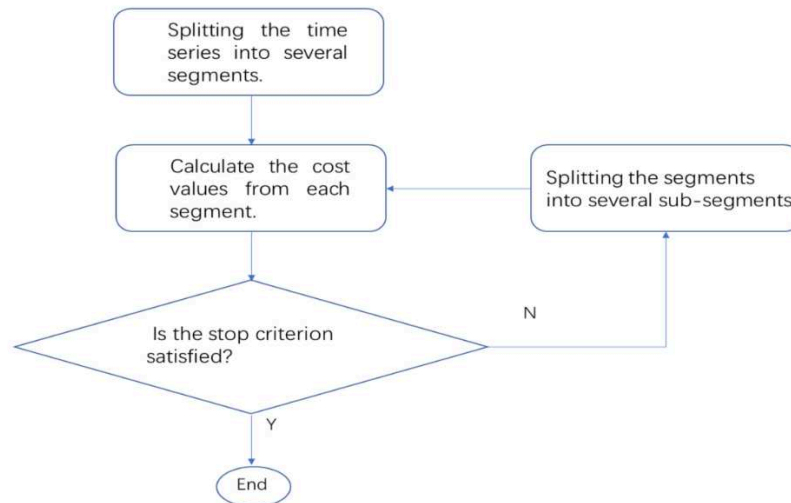 Splitting the time
series into several
segments.
Calculate the cost
values from each
segment.
Splitting the segments
into several sub-segments
Is the stop criterion
satisfied?
N
Y
End